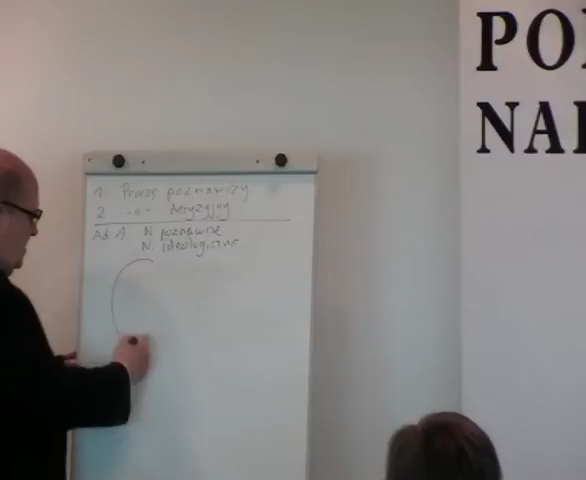 1 Proces poznawczy
2 -"- decyzyjny
Ad 1 N poznawcze
N. ideologiczne
PO
NA